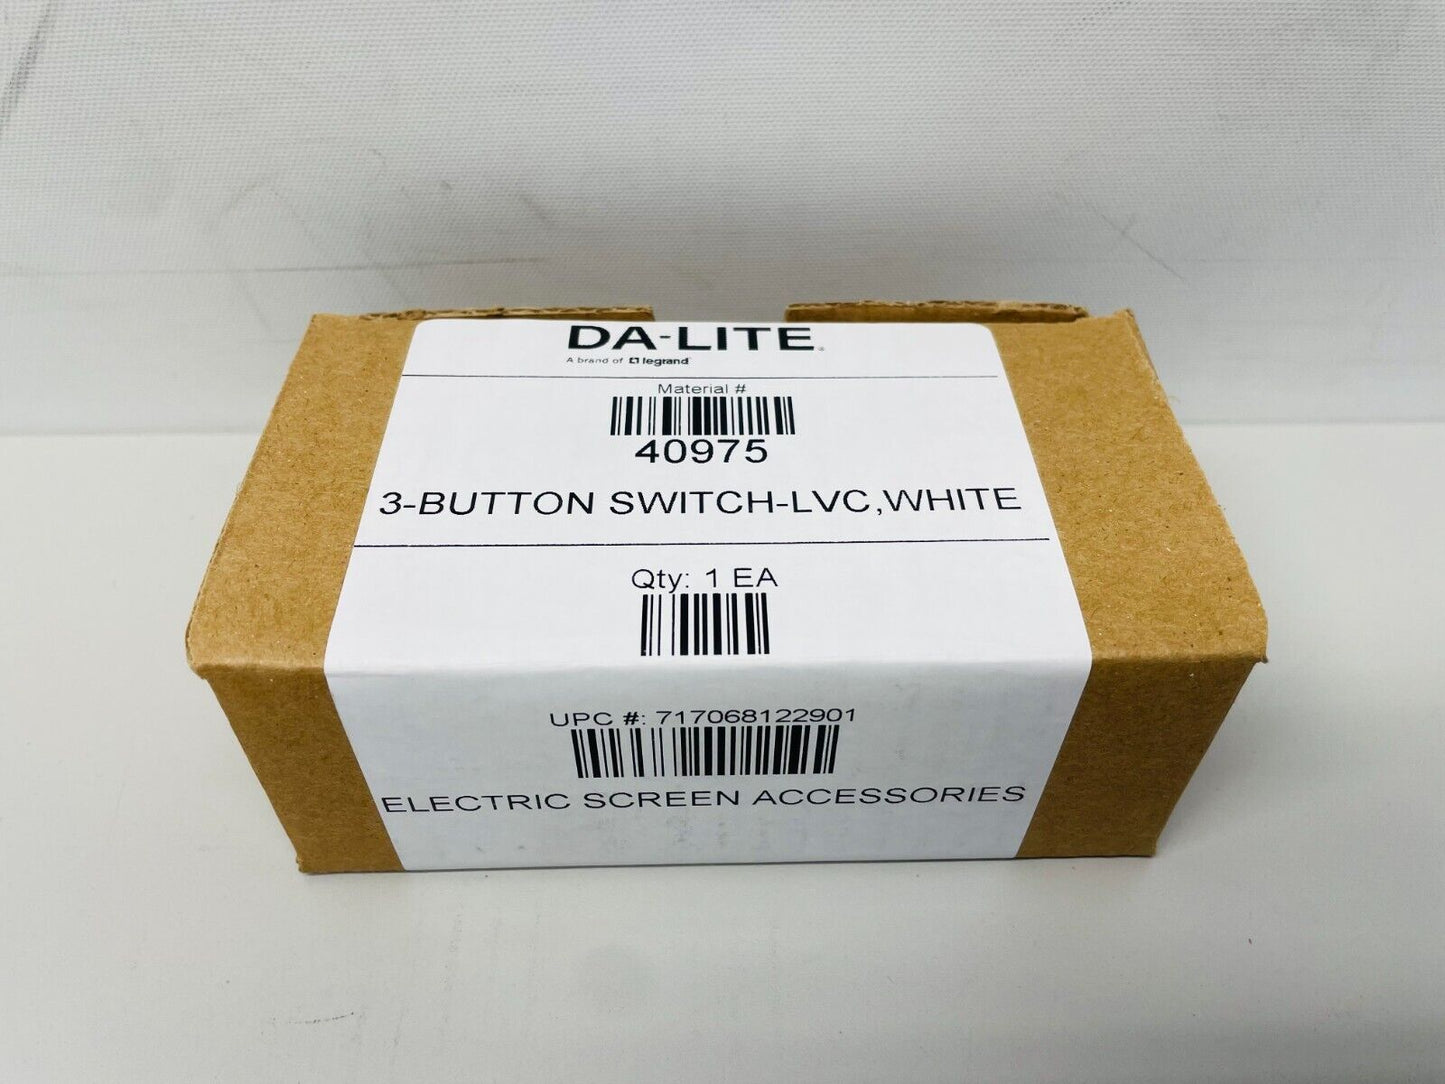 DA-LITE
A brand of legrand
Material #
40975
3-BUTTON SWITCH-LVC,WHITE
Qty: 1 EA
UPC #: 717068122901
ELECTRIC SCREEN ACCESSORIES